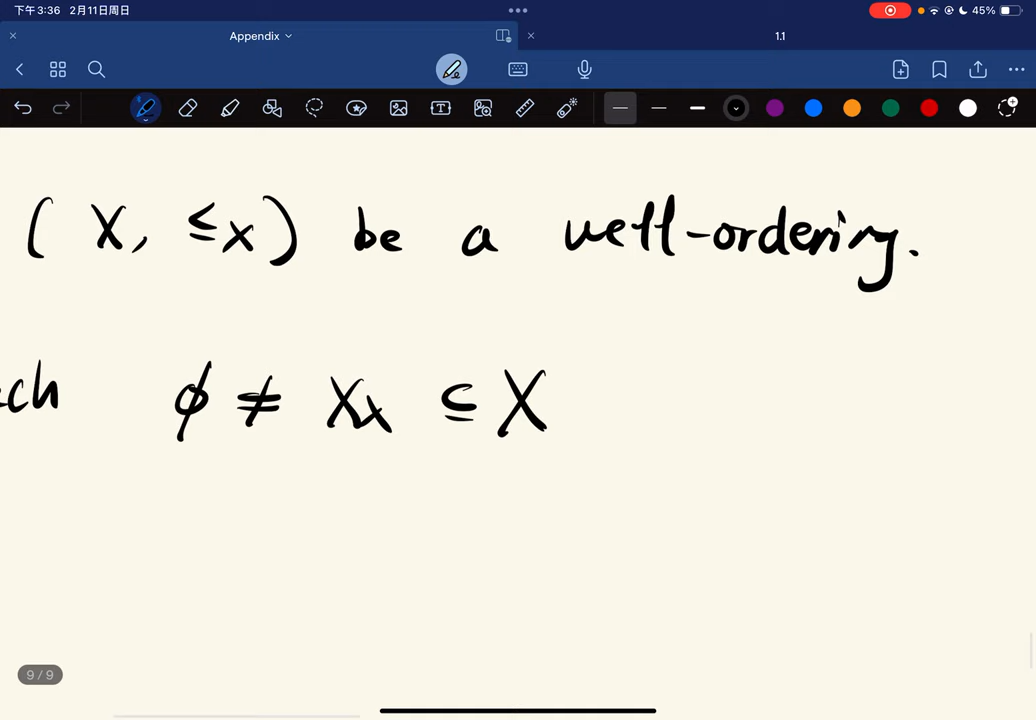 下午3:36 2月11日周日 45%
Appendix 1.1
(X, ≤x) be a well-ordering.
ch ϕ ≠ Xx ⊆ X
9/9